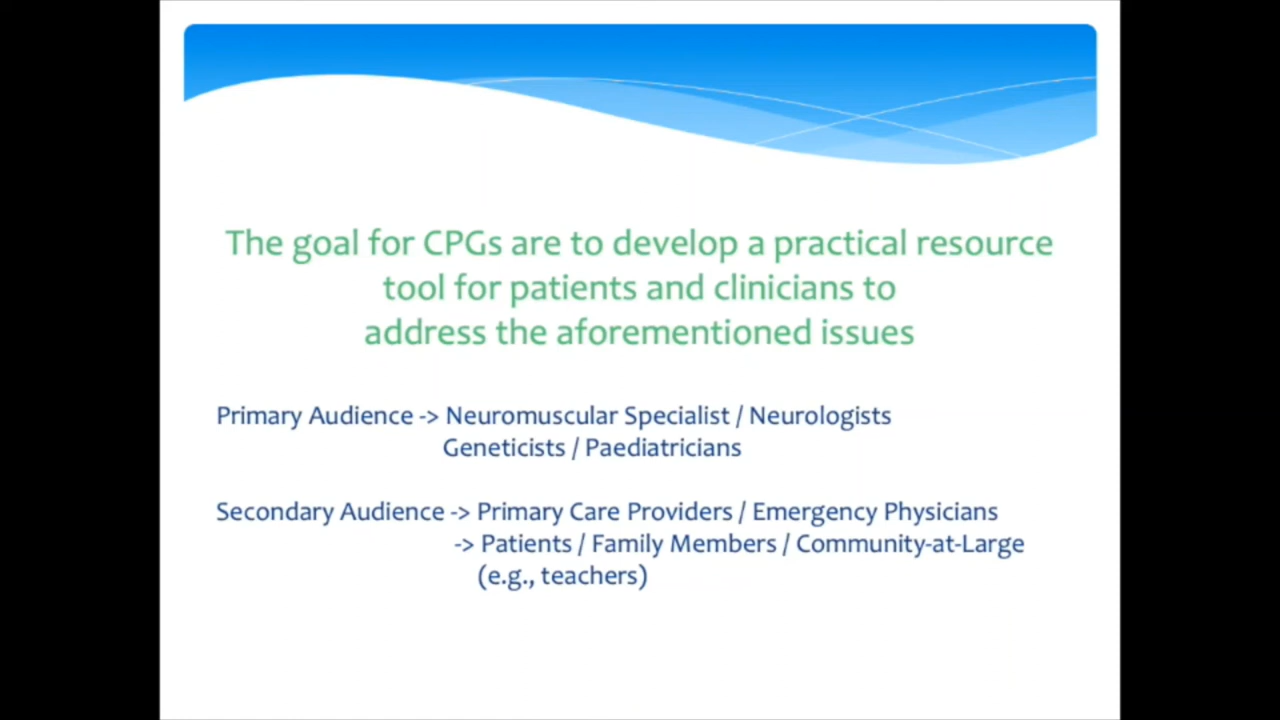 The goal for CPGs are to develop a practical resource
tool for patients and clinicians to
address the aforementioned issues
Primary Audience -> Neuromuscular Specialist / Neurologists
Geneticists / Paediatricians
Secondary Audience -> Primary Care Providers / Emergency Physicians
-> Patients / Family Members / Community-at-Large
(e.g., teachers)